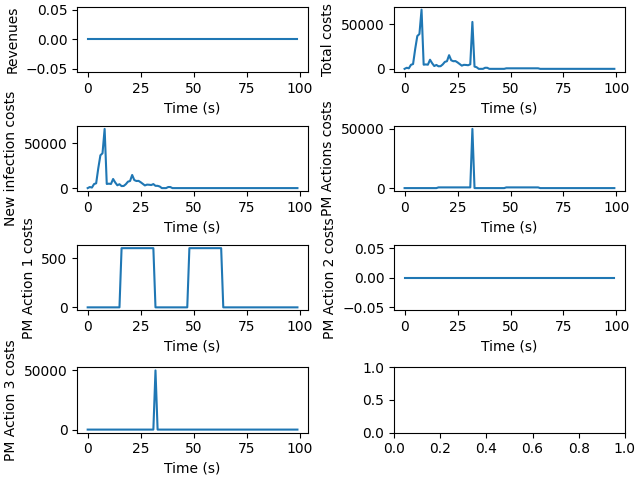 Revenues
0.05
0.00
−0.05
0 25 50 75 100
Time (s)
Total costs
50000
0
0 25 50 75 100
Time (s)
New infection costs
50000
0
0 25 50 75 100
Time (s)
PM Actions costs
50000
0
0 25 50 75 100
Time (s)
PM Action 1 costs
500
0
0 25 50 75 100
Time (s)
PM Action 2 costs
0.05
0.00
−0.05
0 25 50 75 100
Time (s)
PM Action 3 costs
50000
0
0 25 50 75 100
Time (s)
1.0
0.5
0.0
0.0 0.2 0.4 0.6 0.8 1.0